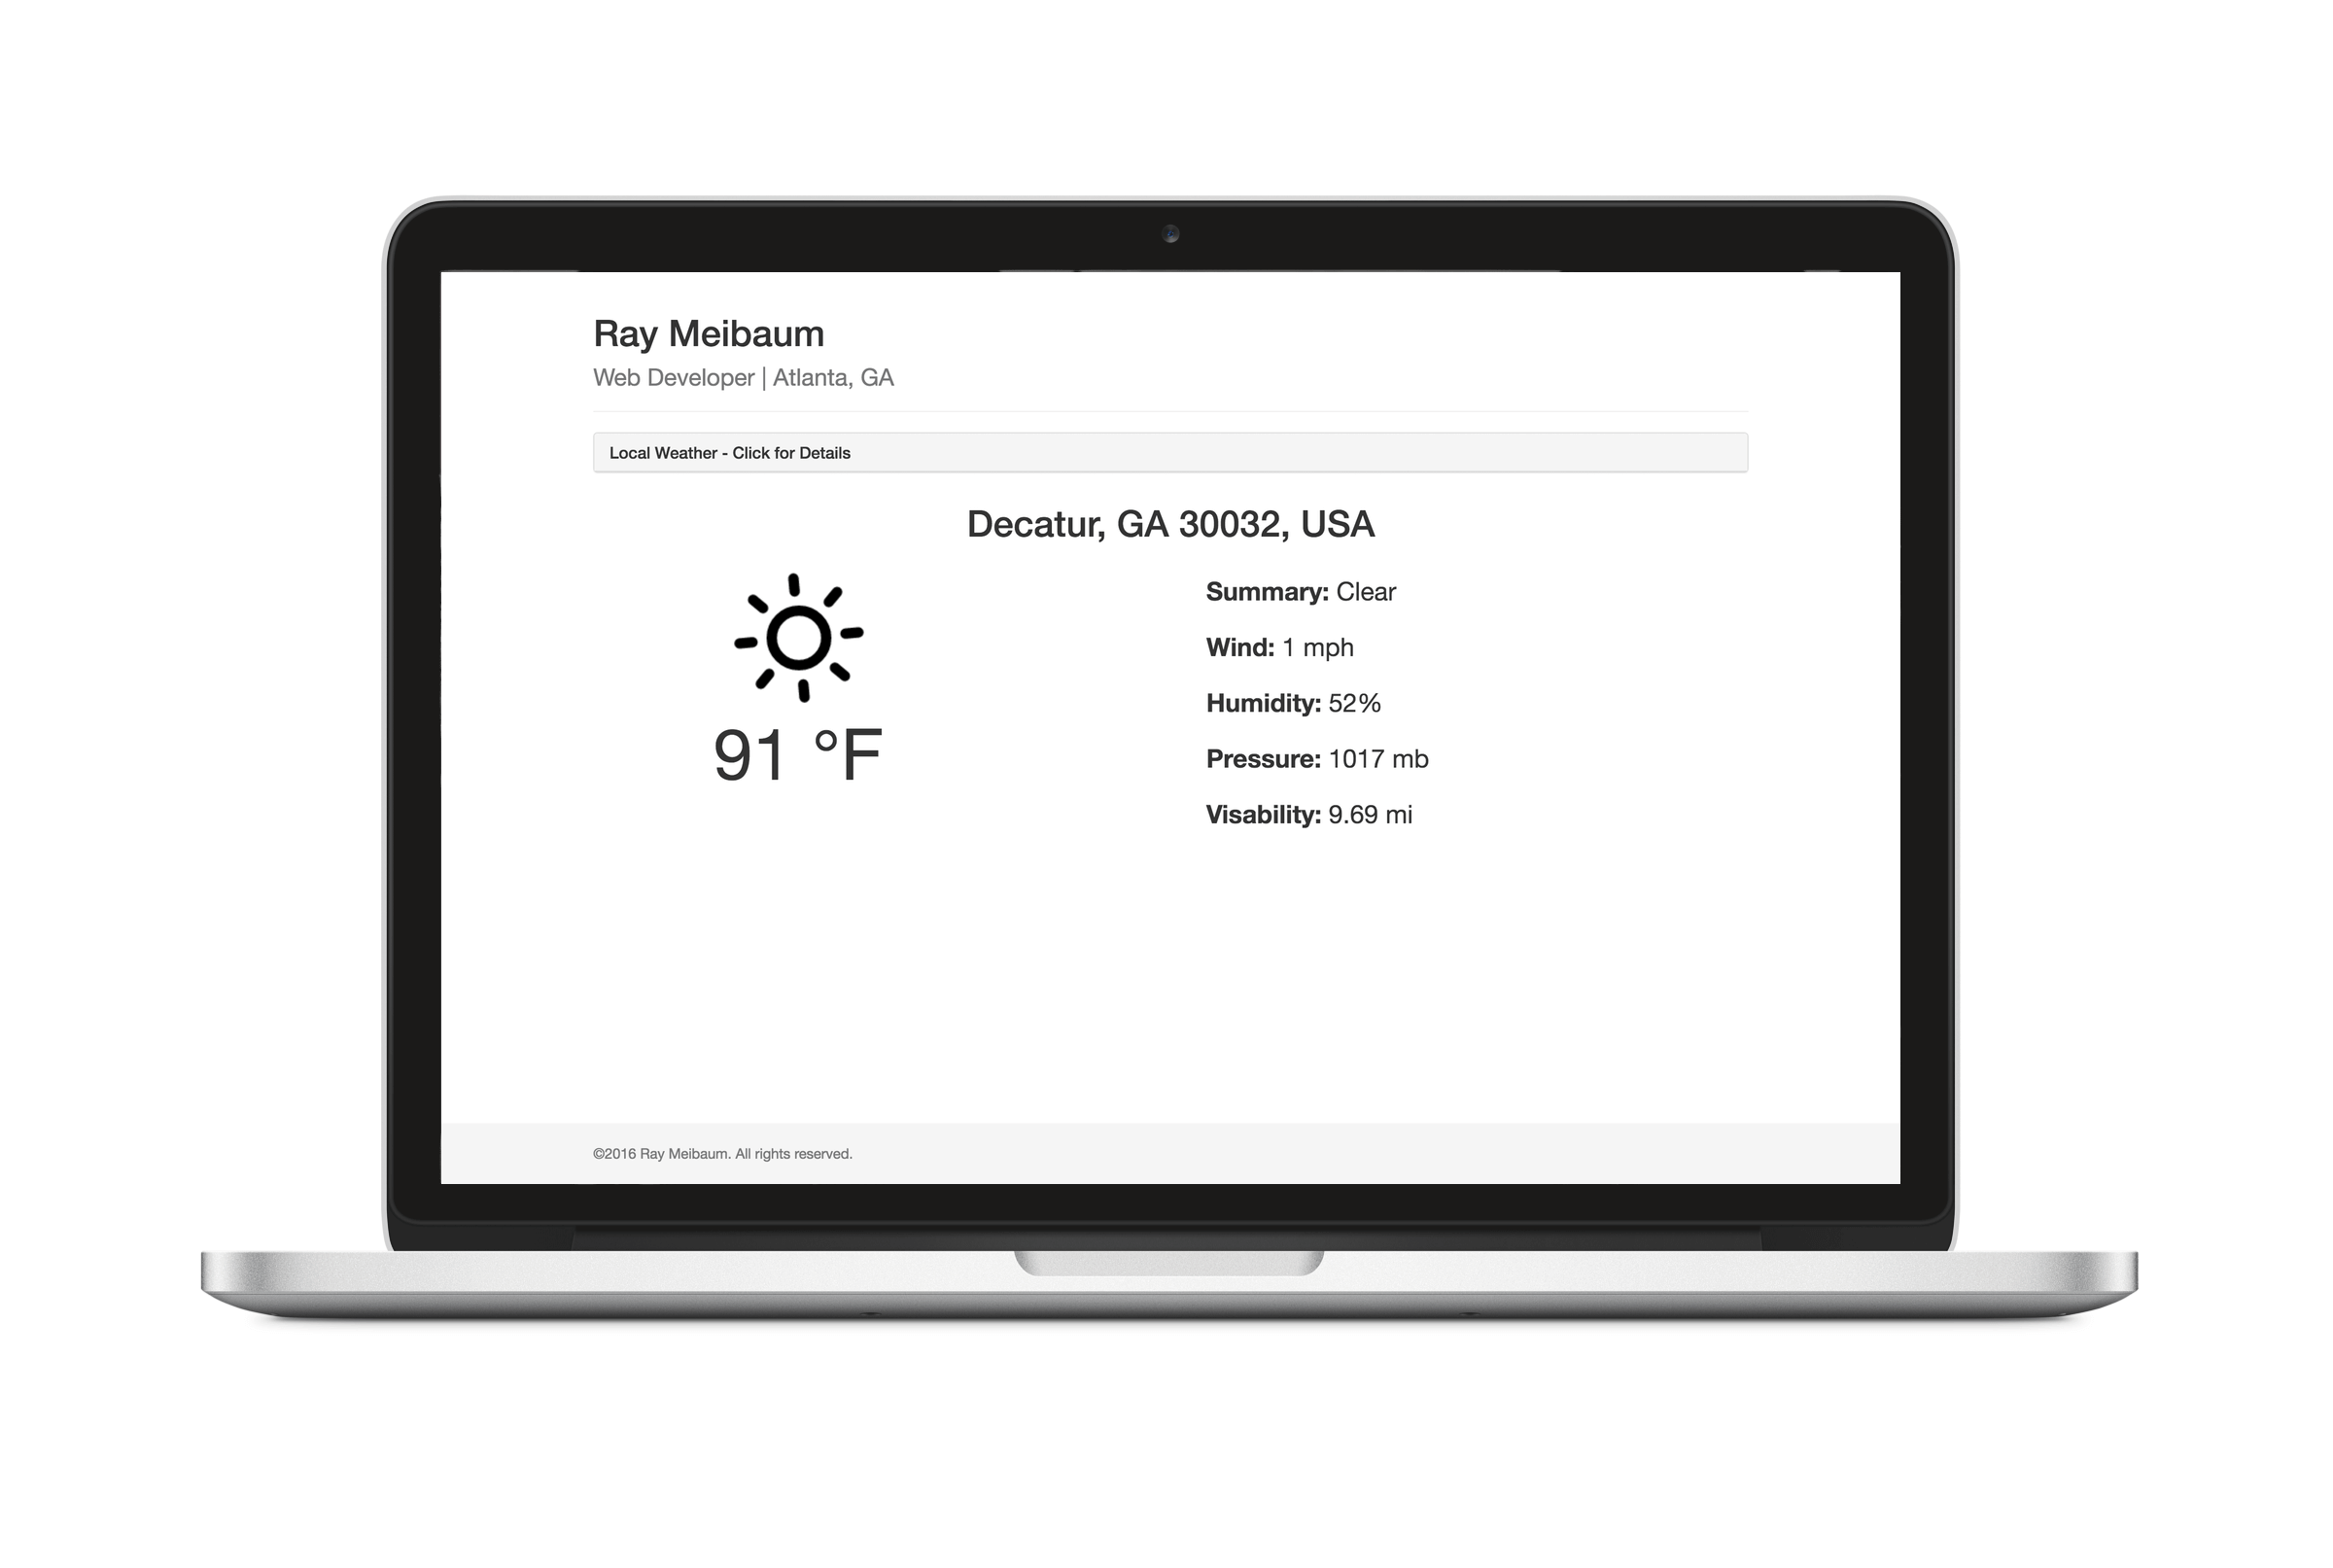 Ray Meibaum
Web Developer | Atlanta, GA
Local Weather - Click for Details
Decatur, GA 30032, USA
91 °F
Summary: Clear
Wind: 1 mph
Humidity: 52%
Pressure: 1017 mb
Visability: 9.69 mi
©2016 Ray Meibaum. All rights reserved.